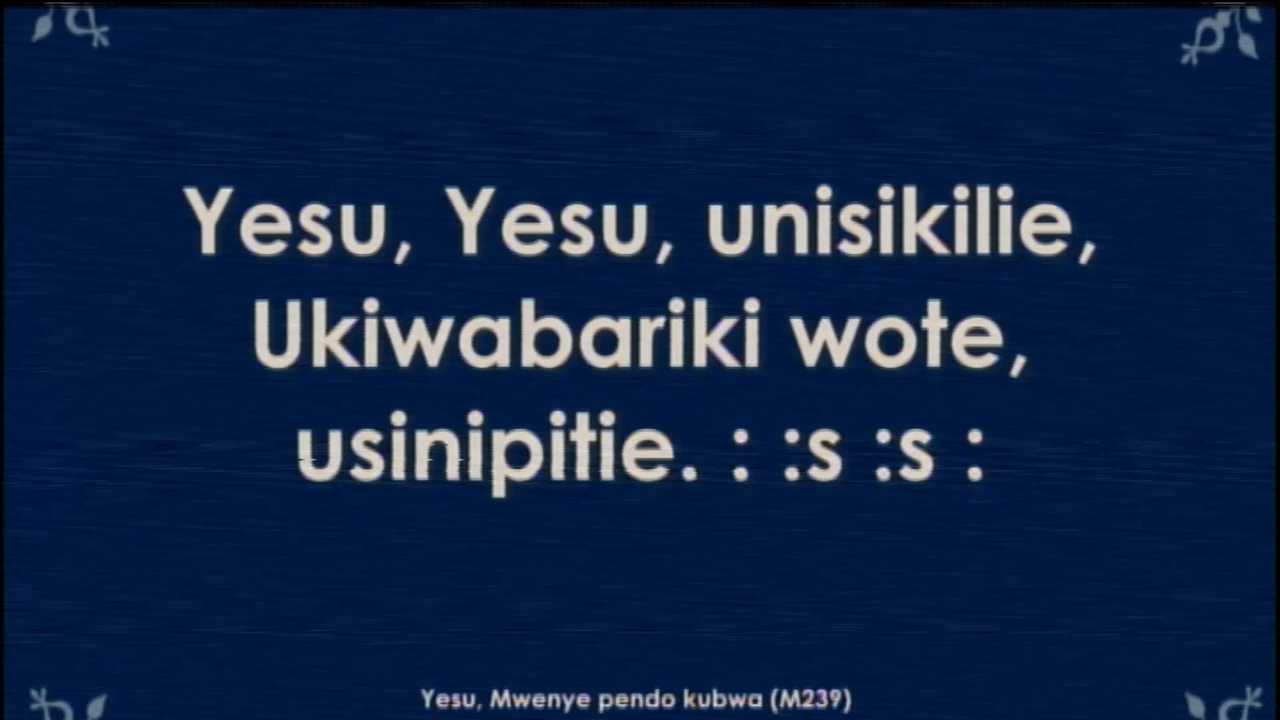 Yesu, Yesu, unisikilie,
Ukiwabariki wote,
usinipitie. : :s :s :
Yesu, Mwenye pendo kubwa (M239)